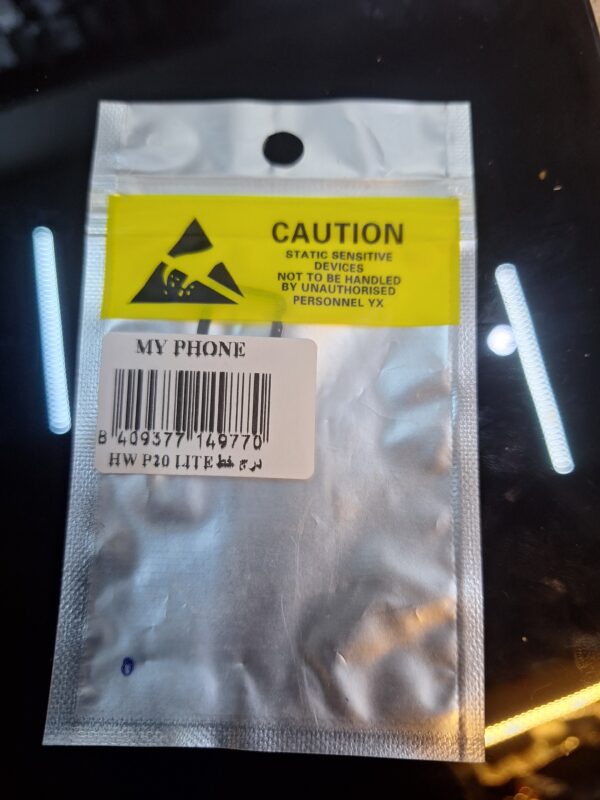 CAUTION
STATIC SENSITIVE
DEVICES
NOT TO BE HANDLED
BY UNAUTHORISED
PERSONNEL YX
MY PHONE
8 409377 149770
HW P20 LITE